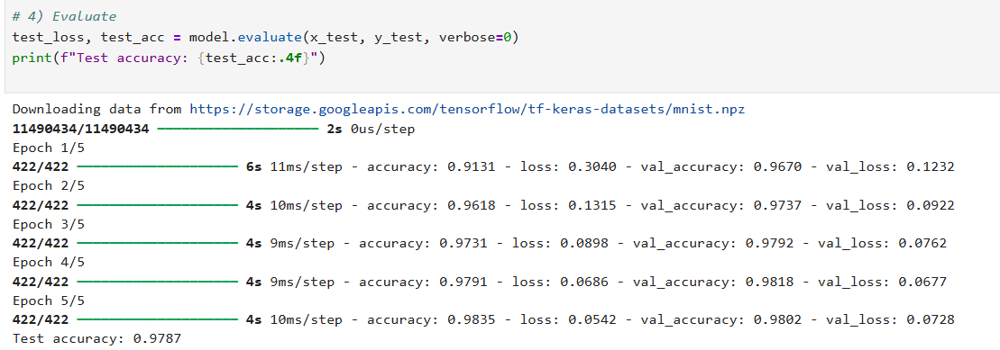 # 4) Evaluate
test_loss, test_acc = model.evaluate(x_test, y_test, verbose=0)
print(f"Test accuracy: {test_acc:.4f}")
Downloading data from https://storage.googleapis.com/tensorflow/tf-keras-datasets/mnist.npz
11490434/11490434 ━━━━━━━━━━━━━━━━━━━━ 2s 0us/step
Epoch 1/5
422/422 ━━━━━━━━━━━━━━━━━━━━ 6s 11ms/step - accuracy: 0.9131 - loss: 0.3040 - val_accuracy: 0.9670 - val_loss: 0.1232
Epoch 2/5
422/422 ━━━━━━━━━━━━━━━━━━━━ 4s 10ms/step - accuracy: 0.9618 - loss: 0.1315 - val_accuracy: 0.9737 - val_loss: 0.0922
Epoch 3/5
422/422 ━━━━━━━━━━━━━━━━━━━━ 4s 9ms/step - accuracy: 0.9731 - loss: 0.0898 - val_accuracy: 0.9792 - val_loss: 0.0762
Epoch 4/5
422/422 ━━━━━━━━━━━━━━━━━━━━ 4s 9ms/step - accuracy: 0.9791 - loss: 0.0686 - val_accuracy: 0.9818 - val_loss: 0.0677
Epoch 5/5
422/422 ━━━━━━━━━━━━━━━━━━━━ 4s 10ms/step - accuracy: 0.9835 - loss: 0.0542 - val_accuracy: 0.9802 - val_loss: 0.0728
Test accuracy: 0.9787